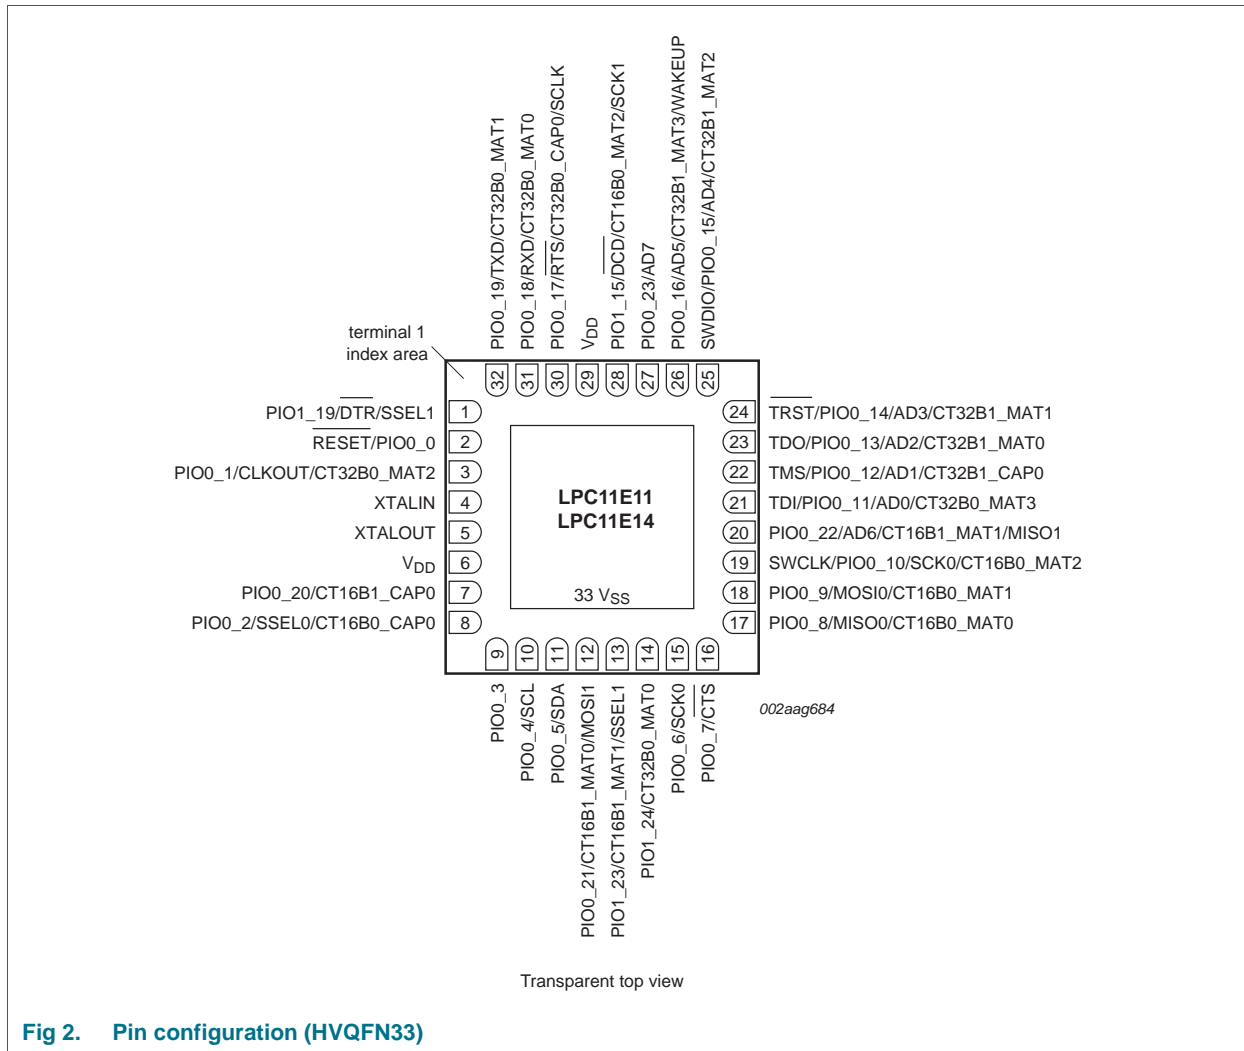 PIO0_19/TXD/CT32B0_MAT1
PIO0_18/RXD/CT32B0_MAT0
PIO0_17/RTS/CT32B0_CAP0/SCLK
VDD
PIO1_15/DCD/CT16B0_MAT2/SCK1
PIO0_23/AD7
PIO0_16/AD5/CT32B1_MAT3/WAKEUP
SWDIO/PIO0_15/AD4/CT32B1_MAT2
terminal 1
index area
32 31 30 29 28 27 26 25
PIO1_19/DTR/SSEL1 1
RESET/PIO0_0 2
PIO0_1/CLKOUT/CT32B0_MAT2 3
XTALIN 4
XTALOUT 5
VDD 6
PIO0_20/CT16B1_CAP0 7
PIO0_2/SSEL0/CT16B0_CAP0 8
LPC11E11
LPC11E14
33 VSS
24 TRST/PIO0_14/AD3/CT32B1_MAT1
23 TDO/PIO0_13/AD2/CT32B1_MAT0
22 TMS/PIO0_12/AD1/CT32B1_CAP0
21 TDI/PIO0_11/AD0/CT32B0_MAT3
20 PIO0_22/AD6/CT16B1_MAT1/MISO1
19 SWCLK/PIO0_10/SCK0/CT16B0_MAT2
18 PIO0_9/MOSI0/CT16B0_MAT1
17 PIO0_8/MISO0/CT16B0_MAT0
9 10 11 12 13 14 15 16
PIO0_3
PIO0_4/SCL
PIO0_5/SDA
PIO0_21/CT16B1_MAT0/MOSI1
PIO1_23/CT16B1_MAT1/SSEL1
PIO1_24/CT32B0_MAT0
PIO0_6/SCK0
PIO0_7/CTS
002aag684
Transparent top view
Fig 2. Pin configuration (HVQFN33)